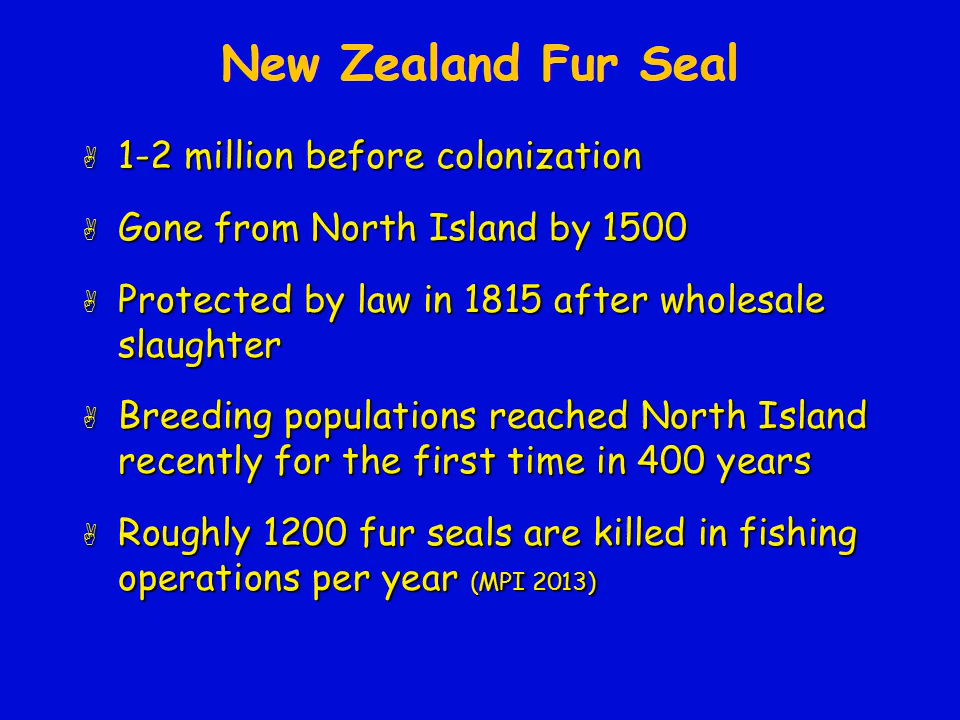 New Zealand Fur Seal
1-2 million before colonization
Gone from North Island by 1500
Protected by law in 1815 after wholesale
slaughter
Breeding populations reached North Island
recently for the first time in 400 years
Roughly 1200 fur seals are killed in fishing
operations per year (MPI 2013)